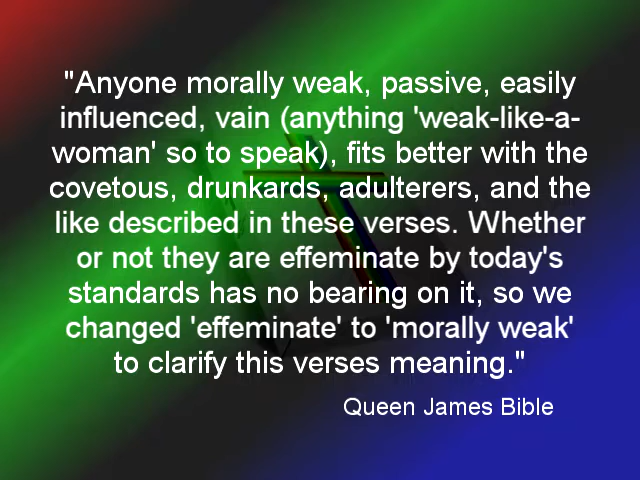 "Anyone morally weak, passive, easily
influenced, vain (anything 'weak-like-a-
woman' so to speak), fits better with the
covetous, drunkards, adulterers, and the
like described in these verses. Whether
or not they are effeminate by today's
standards has no bearing on it, so we
changed 'effeminate' to 'morally weak'
to clarify this verses meaning."
Queen James Bible